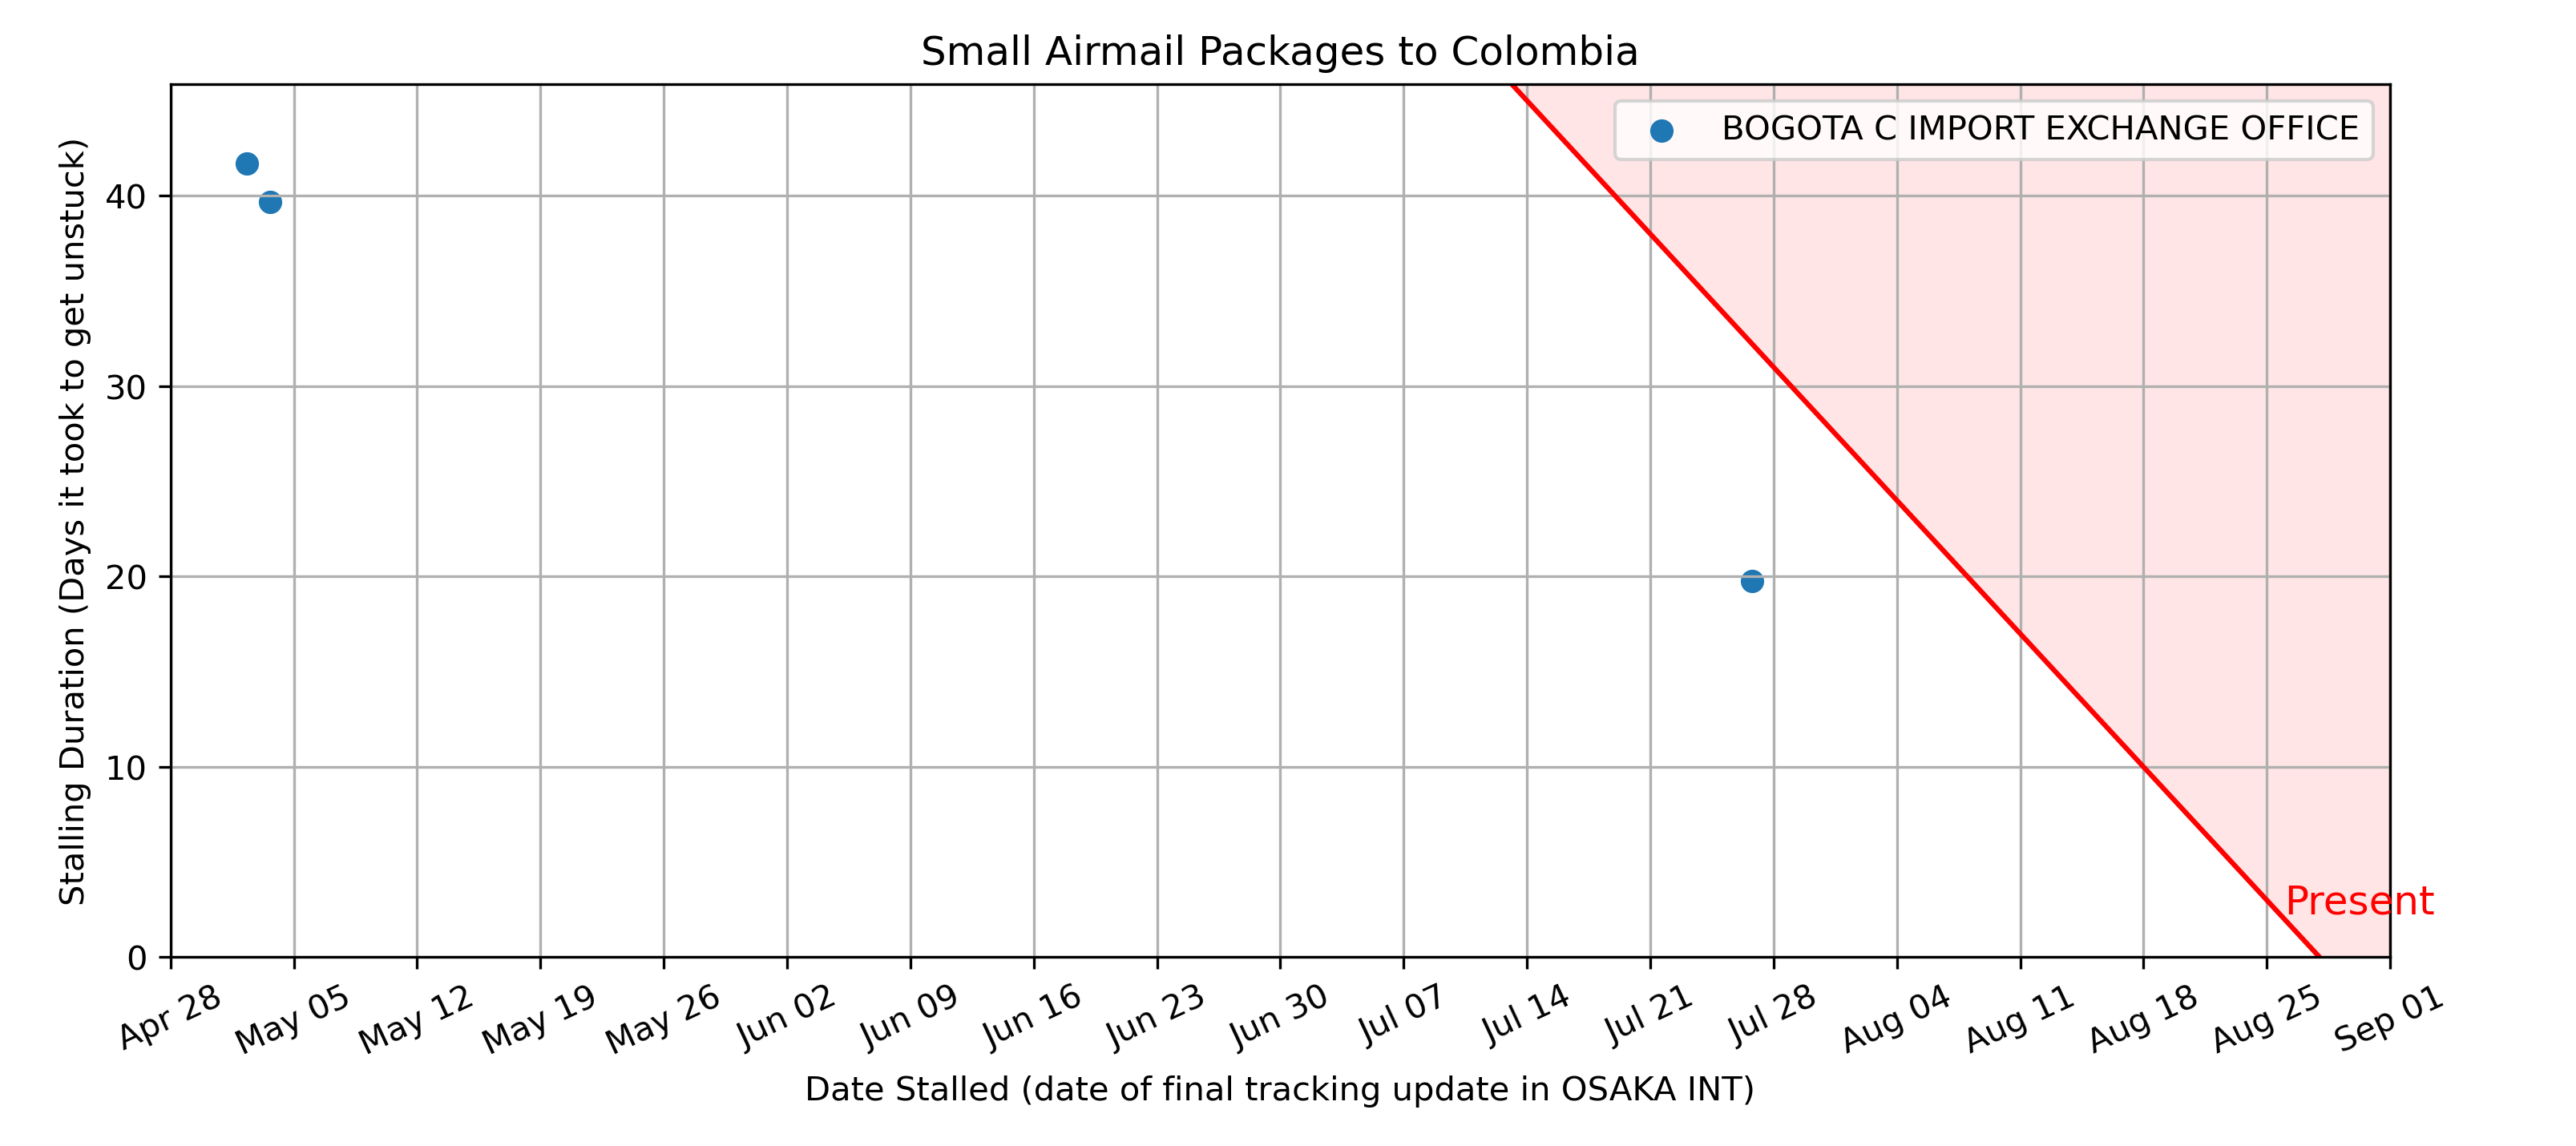 Small Airmail Packages to Colombia
BOGOTA C IMPORT EXCHANGE OFFICE
Stalling Duration (Days it took to get unstuck)
40
30
20
10
0
Present
Apr 28
May 05
May 12
May 19
May 26
Jun 02
Jun 09
Jun 16
Jun 23
Jun 30
Jul 07
Jul 14
Jul 21
Jul 28
Aug 04
Aug 11
Aug 18
Aug 25
Sep 01
Date Stalled (date of final tracking update in OSAKA INT)